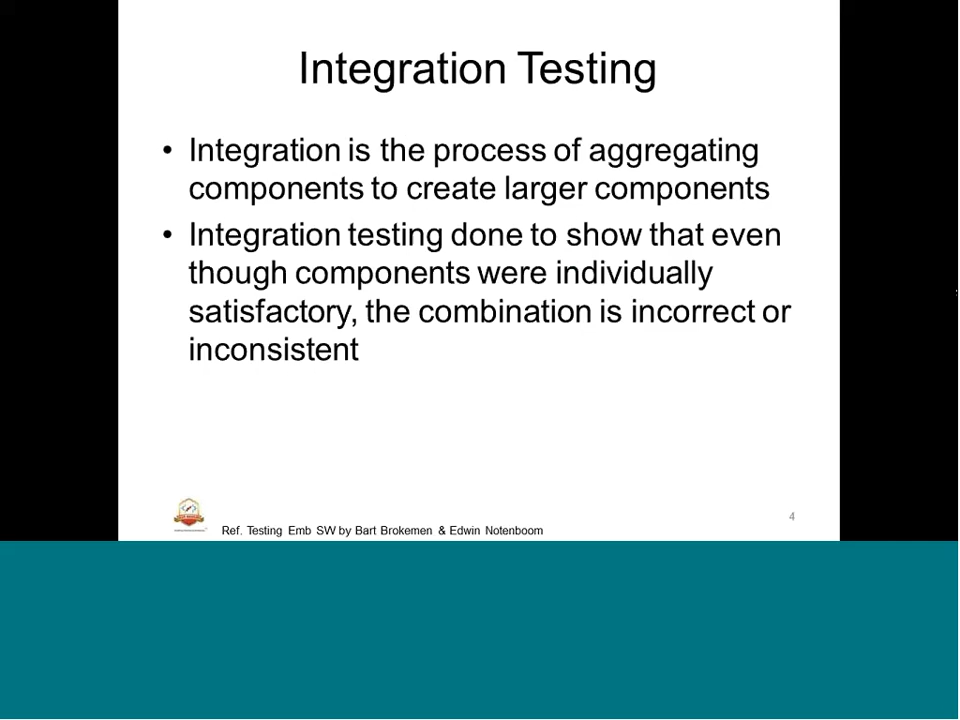 Integration Testing
• Integration is the process of aggregating
components to create larger components
• Integration testing done to show that even
though components were individually
satisfactory, the combination is incorrect or
inconsistent
Ref. Testing Emb SW by Bart Brokemen & Edwin Notenboom
4